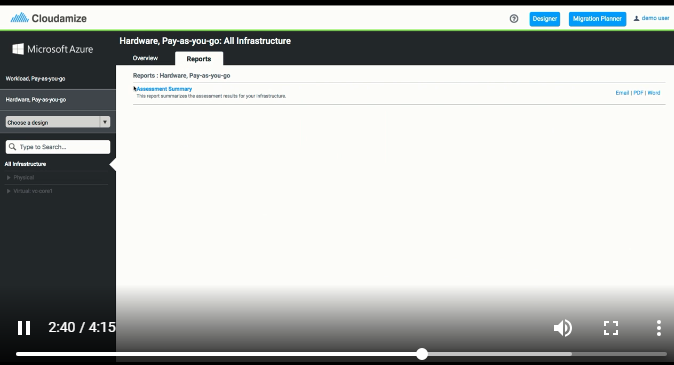 Cloudamize
Designer
Migration Planner
demo user
Microsoft Azure
Hardware, Pay-as-you-go: All Infrastructure
Overview
Reports
Workload, Pay-as-you-go
Hardware, Pay-as-you-go
Choose a design
Type to Search...
All Infrastructure
Physical
Reports : Hardware, Pay-as-you-go
Assessment Summary
This report summarizes the assessment results for your infrastructure.
Email | PDF | Word
2:40 / 4:15